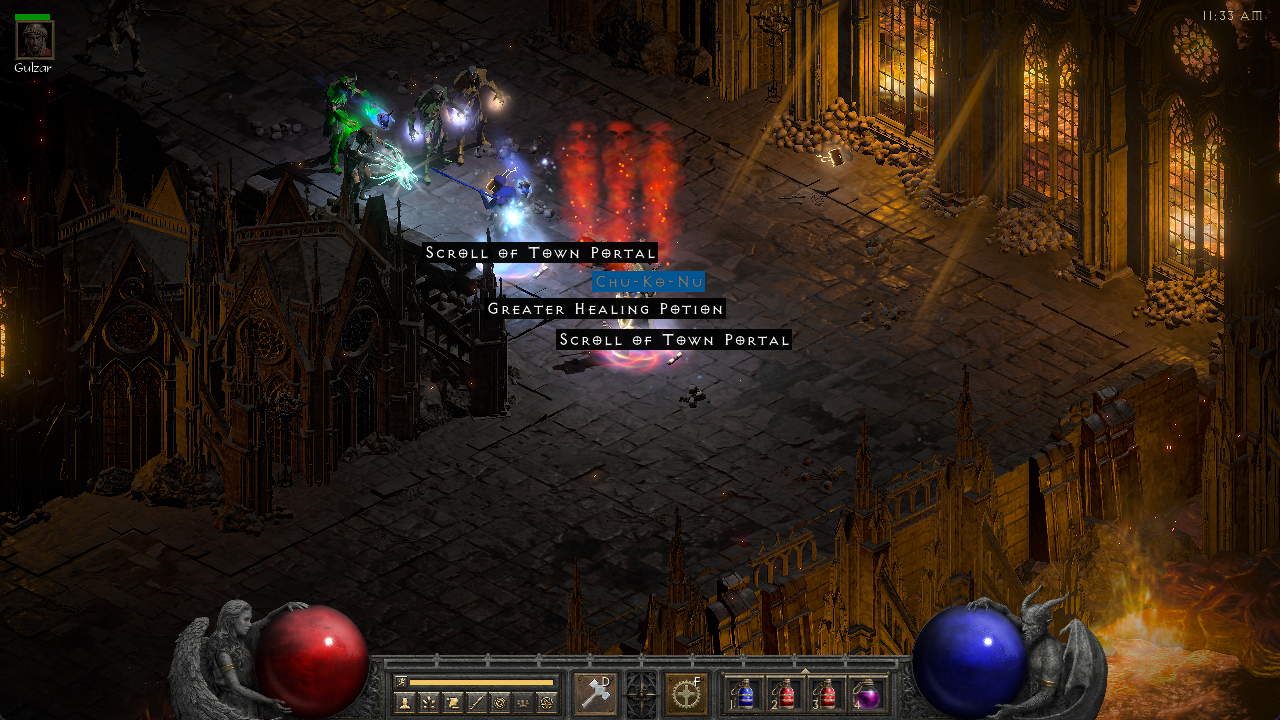 11:33 AM
Gulzar
Scroll of Town Portal
Chu-Ko-Nu
Greater Healing Potion
Scroll of Town Portal
D
F
1
2
3
4